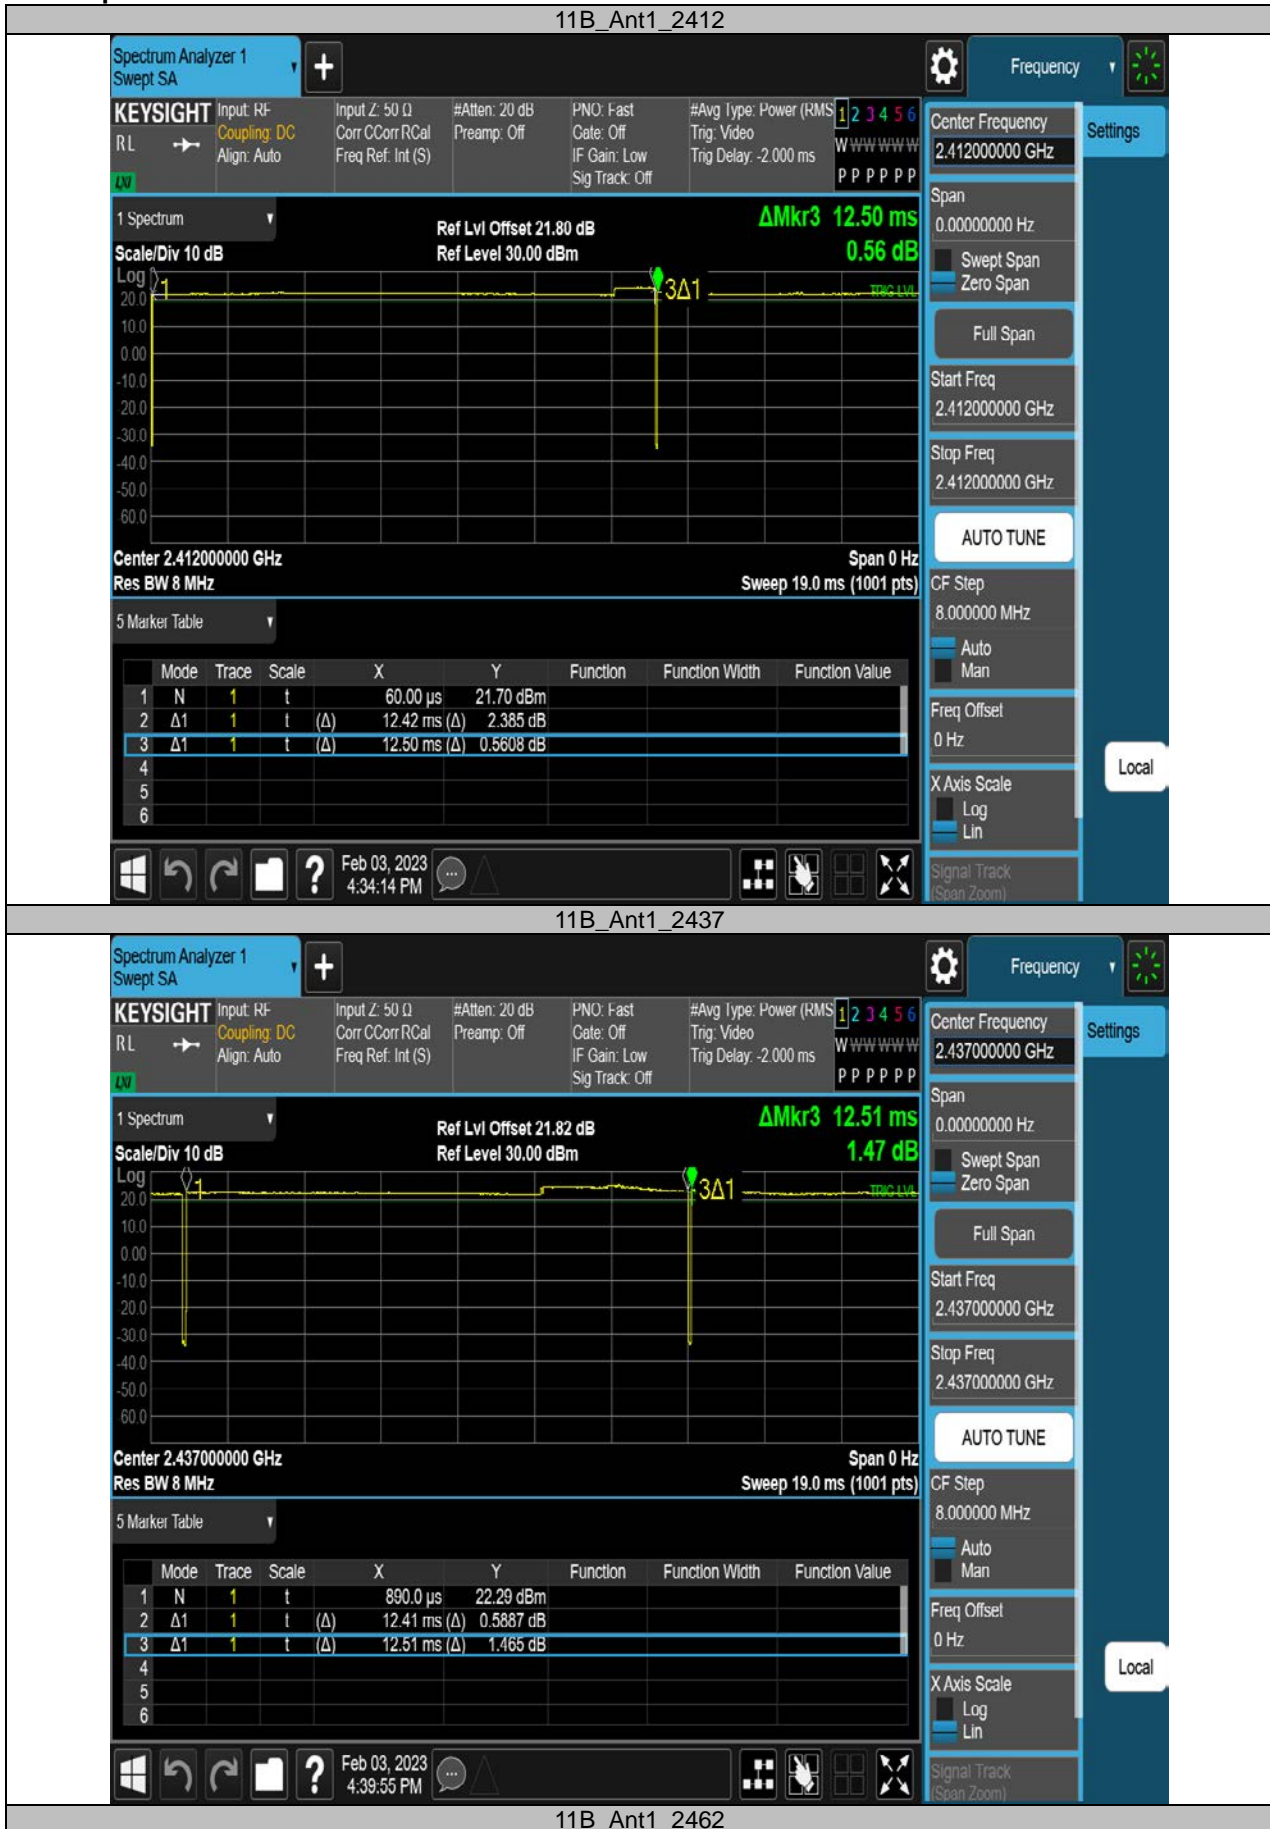 11B_Ant1_2412
Spectrum Analyzer 1
Swept SA
Frequency
KEYSIGHT
RL
LXI
Input: RF
Coupling: DC
Align: Auto
Input Z: 50 Ω
Corr CCorr RCal
Freq Ref: Int (S)
#Atten: 20 dB
Preamp: Off
PNO: Fast
Gate: Off
IF Gain: Low
Sig Track: Off
#Avg Type: Power (RMS
Trig: Video
Trig Delay: -2.000 ms
1 2 3 4 5 6
W W W W W W
P P P P P P
1 Spectrum
Scale/Div 10 dB
Ref Lvl Offset 21.80 dB
Ref Level 30.00 dBm
ΔMkr3 12.50 ms
0.56 dB
Log
20.0
10.0
0.00
-10.0
20.0
-30.0
-40.0
-50.0
60.0
1
3Δ1
TRIG LVL
Center 2.412000000 GHz
Res BW 8 MHz
Span 0 Hz
Sweep 19.0 ms (1001 pts)
5 Marker Table
Mode Trace Scale X Y Function Function Width Function Value
1 N 1 t 60.00 µs 21.70 dBm
2 Δ1 1 t (Δ) 12.42 ms (Δ) 2.385 dB
3 Δ1 1 t (Δ) 12.50 ms (Δ) 0.5608 dB
4
5
6
?
Feb 03, 2023
4:34:14 PM
Center Frequency
2.412000000 GHz
Settings
Span
0.00000000 Hz
Swept Span
Zero Span
Full Span
Start Freq
2.412000000 GHz
Stop Freq
2.412000000 GHz
AUTO TUNE
CF Step
8.000000 MHz
Auto
Man
Freq Offset
0 Hz
Local
X Axis Scale
Log
Lin
Signal Track
(Span Zoom)
11B_Ant1_2437
Spectrum Analyzer 1
Swept SA
Frequency
KEYSIGHT
RL
LXI
Input: RF
Coupling: DC
Align: Auto
Input Z: 50 Ω
Corr CCorr RCal
Freq Ref: Int (S)
#Atten: 20 dB
Preamp: Off
PNO: Fast
Gate: Off
IF Gain: Low
Sig Track: Off
#Avg Type: Power (RMS
Trig: Video
Trig Delay: -2.000 ms
1 2 3 4 5 6
W W W W W W
P P P P P P
1 Spectrum
Scale/Div 10 dB
Ref Lvl Offset 21.82 dB
Ref Level 30.00 dBm
ΔMkr3 12.51 ms
1.47 dB
Log
20.0
10.0
0.00
-10.0
20.0
-30.0
-40.0
-50.0
60.0
1
3Δ1
TRIG LVL
Center 2.437000000 GHz
Res BW 8 MHz
Span 0 Hz
Sweep 19.0 ms (1001 pts)
5 Marker Table
Mode Trace Scale X Y Function Function Width Function Value
1 N 1 t 890.0 µs 22.29 dBm
2 Δ1 1 t (Δ) 12.41 ms (Δ) 0.5887 dB
3 Δ1 1 t (Δ) 12.51 ms (Δ) 1.465 dB
4
5
6
?
Feb 03, 2023
4:39:55 PM
Center Frequency
2.437000000 GHz
Settings
Span
0.00000000 Hz
Swept Span
Zero Span
Full Span
Start Freq
2.437000000 GHz
Stop Freq
2.437000000 GHz
AUTO TUNE
CF Step
8.000000 MHz
Auto
Man
Freq Offset
0 Hz
Local
X Axis Scale
Log
Lin
Signal Track
(Span Zoom)
11B_Ant1_2462